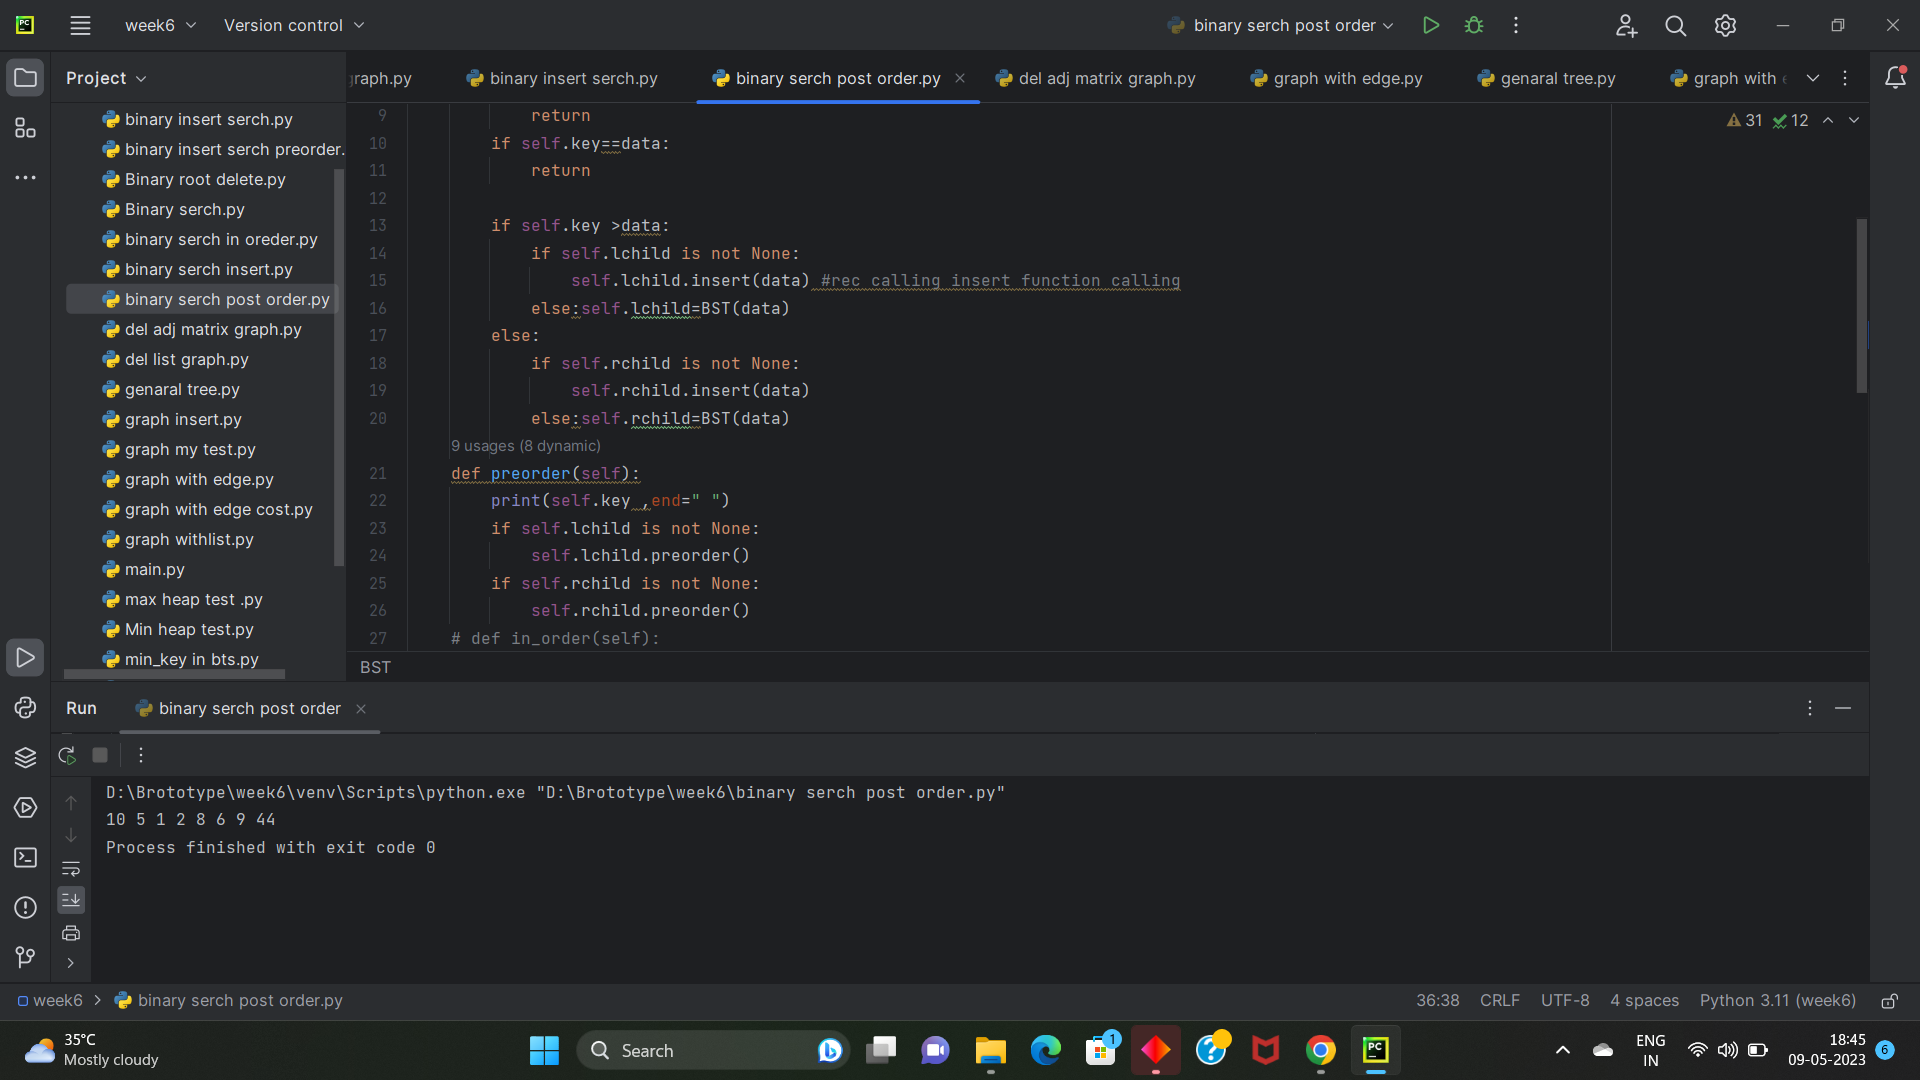 week6
Version control
binary serch post order
Project
raph.py
binary insert serch.py
binary serch post order.py
del adj matrix graph.py
graph with edge.py
genaral tree.py
graph with
binary insert serch.py
binary insert serch preorder.
Binary root delete.py
Binary serch.py
binary serch in oreder.py
binary serch insert.py
binary serch post order.py
del adj matrix graph.py
del list graph.py
genaral tree.py
graph insert.py
graph my test.py
graph with edge.py
graph with edge cost.py
graph withlist.py
main.py
max heap test .py
Min heap test.py
min_key in bts.py
31 12
9 return
10 if self.key==data:
11 return
12
13 if self.key >data:
14 if self.lchild is not None:
15 self.lchild.insert(data) #rec calling insert function calling
16 else:self.lchild=BST(data)
17 else:
18 if self.rchild is not None:
19 self.rchild.insert(data)
20 else:self.rchild=BST(data)
9 usages (8 dynamic)
21 def preorder(self):
22 print(self.key ,end=" ")
23 if self.lchild is not None:
24 self.lchild.preorder()
25 if self.rchild is not None:
26 self.rchild.preorder()
27 # def in_order(self):
BST
Run
binary serch post order
D:\Brototype\week6\venv\Scripts\python.exe "D:\Brototype\week6\binary serch post order.py"
10 5 1 2 8 6 9 44
Process finished with exit code 0
week6 > binary serch post order.py
36:38 CRLF UTF-8 4 spaces Python 3.11 (week6)
35°C
Mostly cloudy
Search
1
PC
ENG
IN
18:45
09-05-2023
6